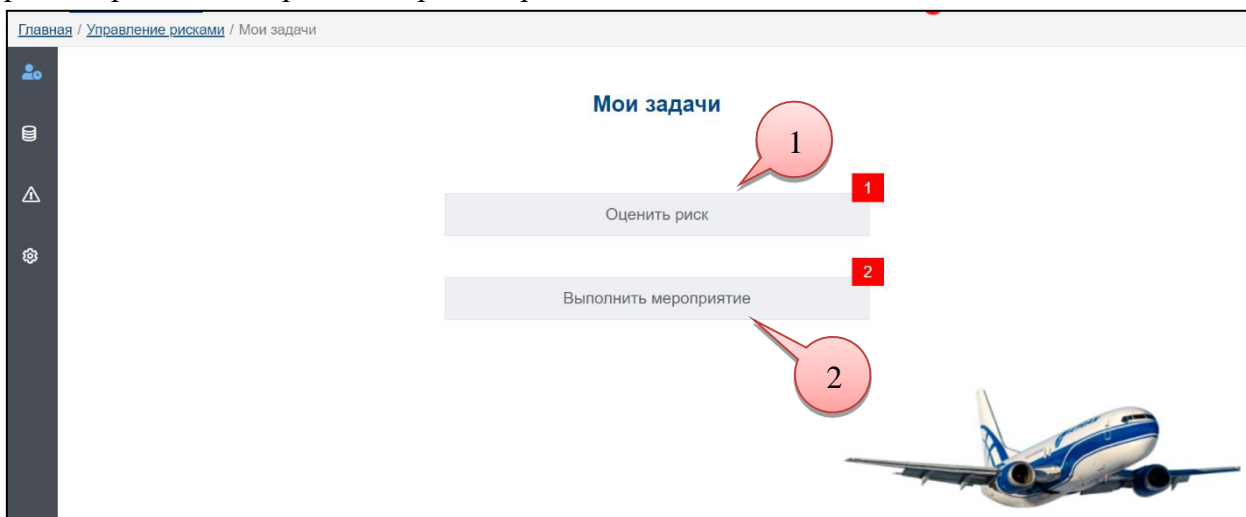 Главная / Управление рисками / Мои задачи
Мои задачи
1
1
Оценить риск
2
Выполнить мероприятие
2